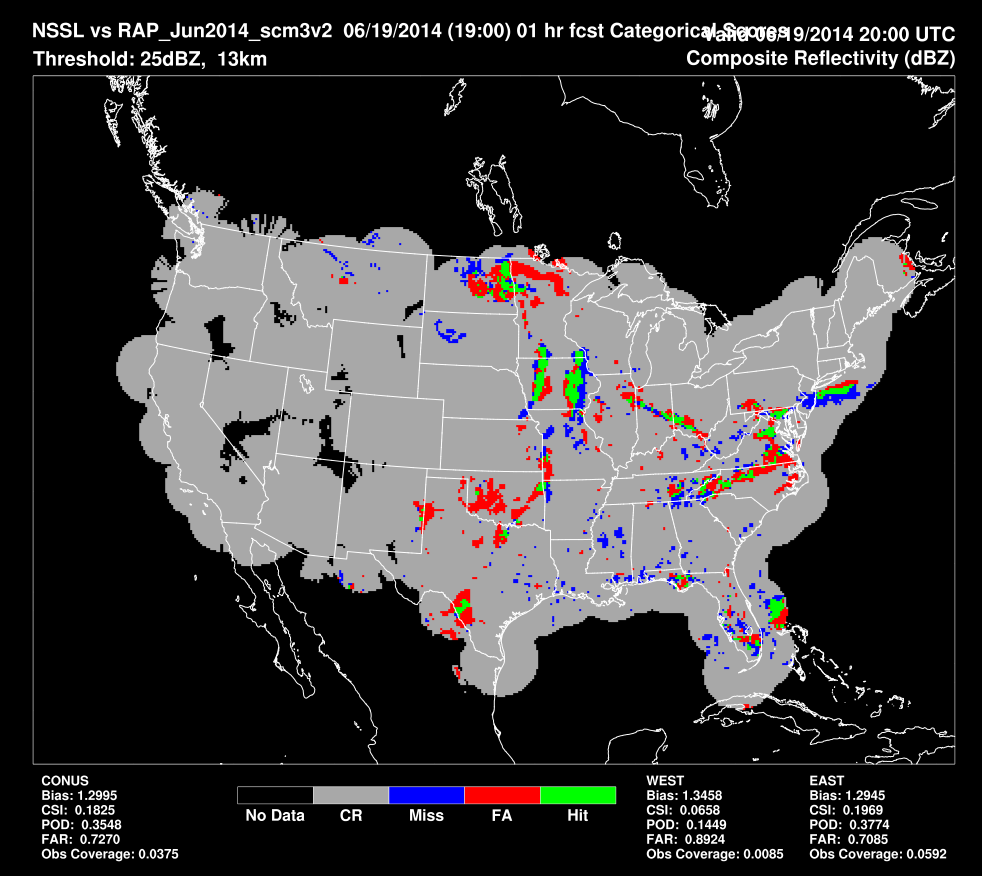 NSSL vs RAP_Jun2014_scm3v2 06/19/2014 (19:00) 01 hr fcst Categorical Scores
Valid 06/19/2014 20:00 UTC
Threshold: 25dBZ, 13km
Composite Reflectivity (dBZ)
CONUS
Bias: 1.2995
CSI: 0.1825
POD: 0.3548
FAR: 0.7270
Obs Coverage: 0.0375
No Data CR Miss FA Hit
WEST
Bias: 1.3458
CSI: 0.0658
POD: 0.1449
FAR: 0.8924
Obs Coverage: 0.0085
EAST
Bias: 1.2945
CSI: 0.1969
POD: 0.3774
FAR: 0.7085
Obs Coverage: 0.0592